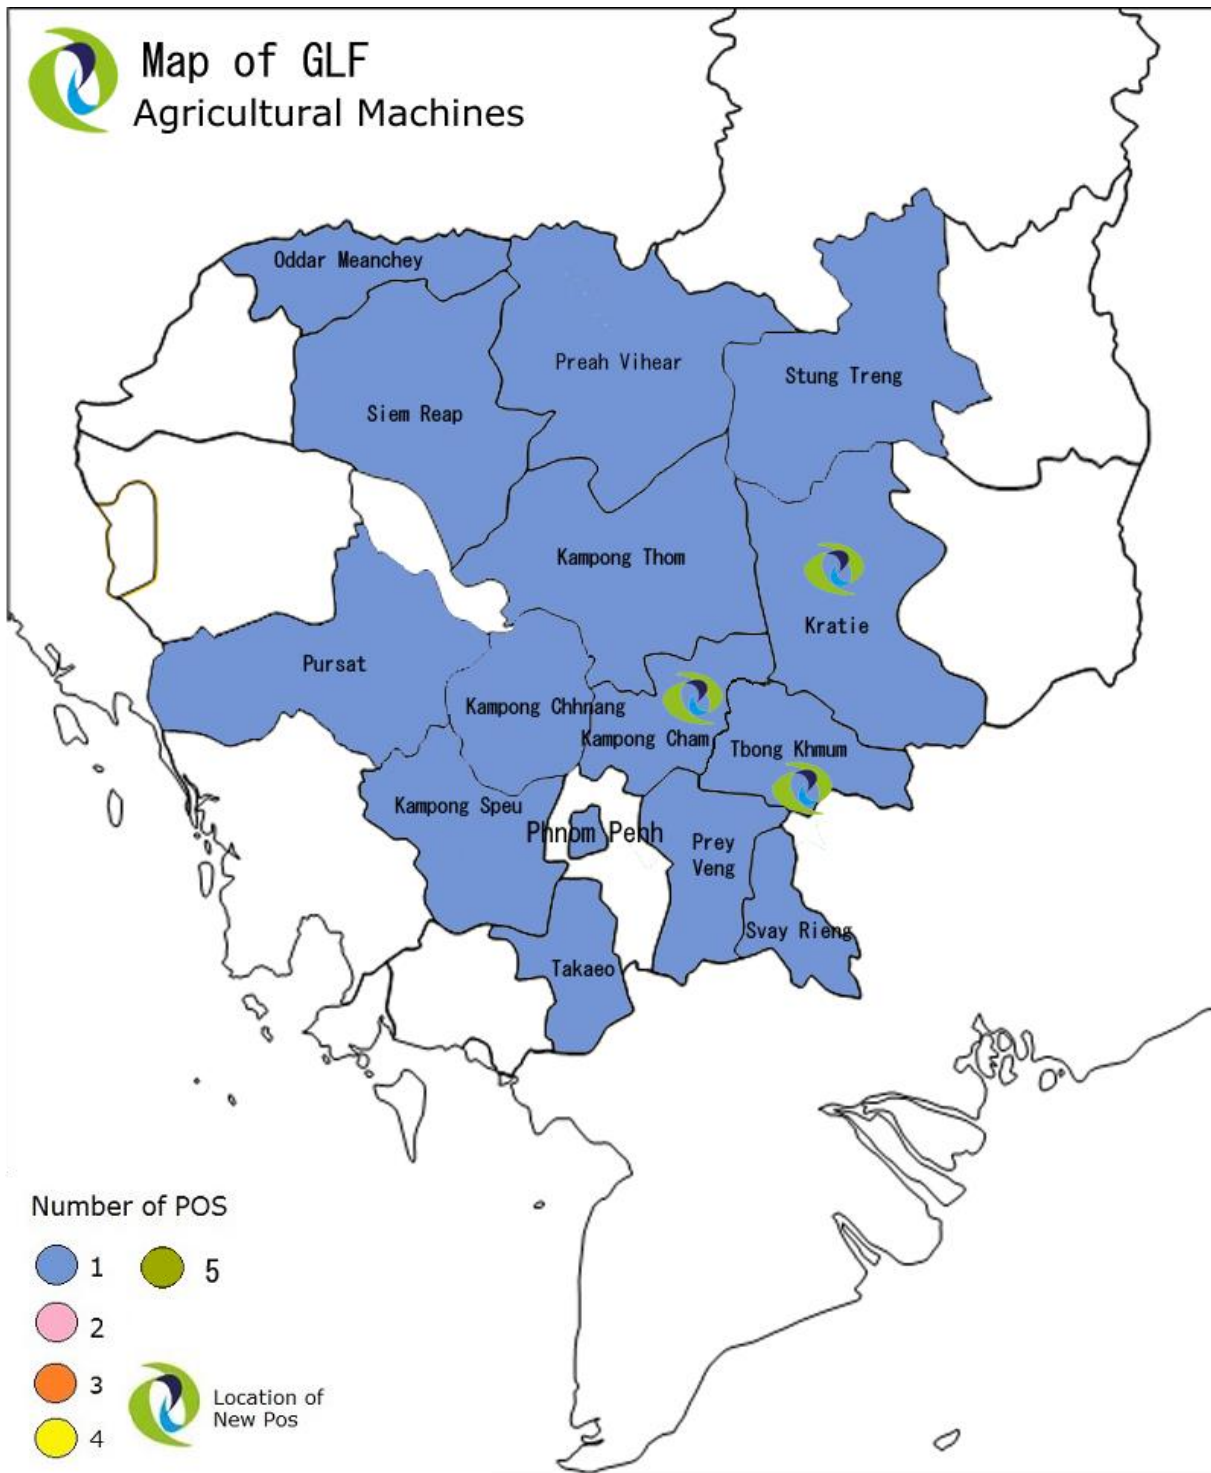 Map of GLF
Agricultural Machines
Oddar Meanchey
Preah Vihear
Stung Treng
Siem Reap
Kampong Thom
Kratie
Pursat
Kampong Chhnang
Kampong Cham
Tbong Khmum
Kampong Speu
Phnom Penh
Prey
Veng
Svay Rieng
Takaeo
Number of POS
1
5
2
3
4
Location of
New Pos